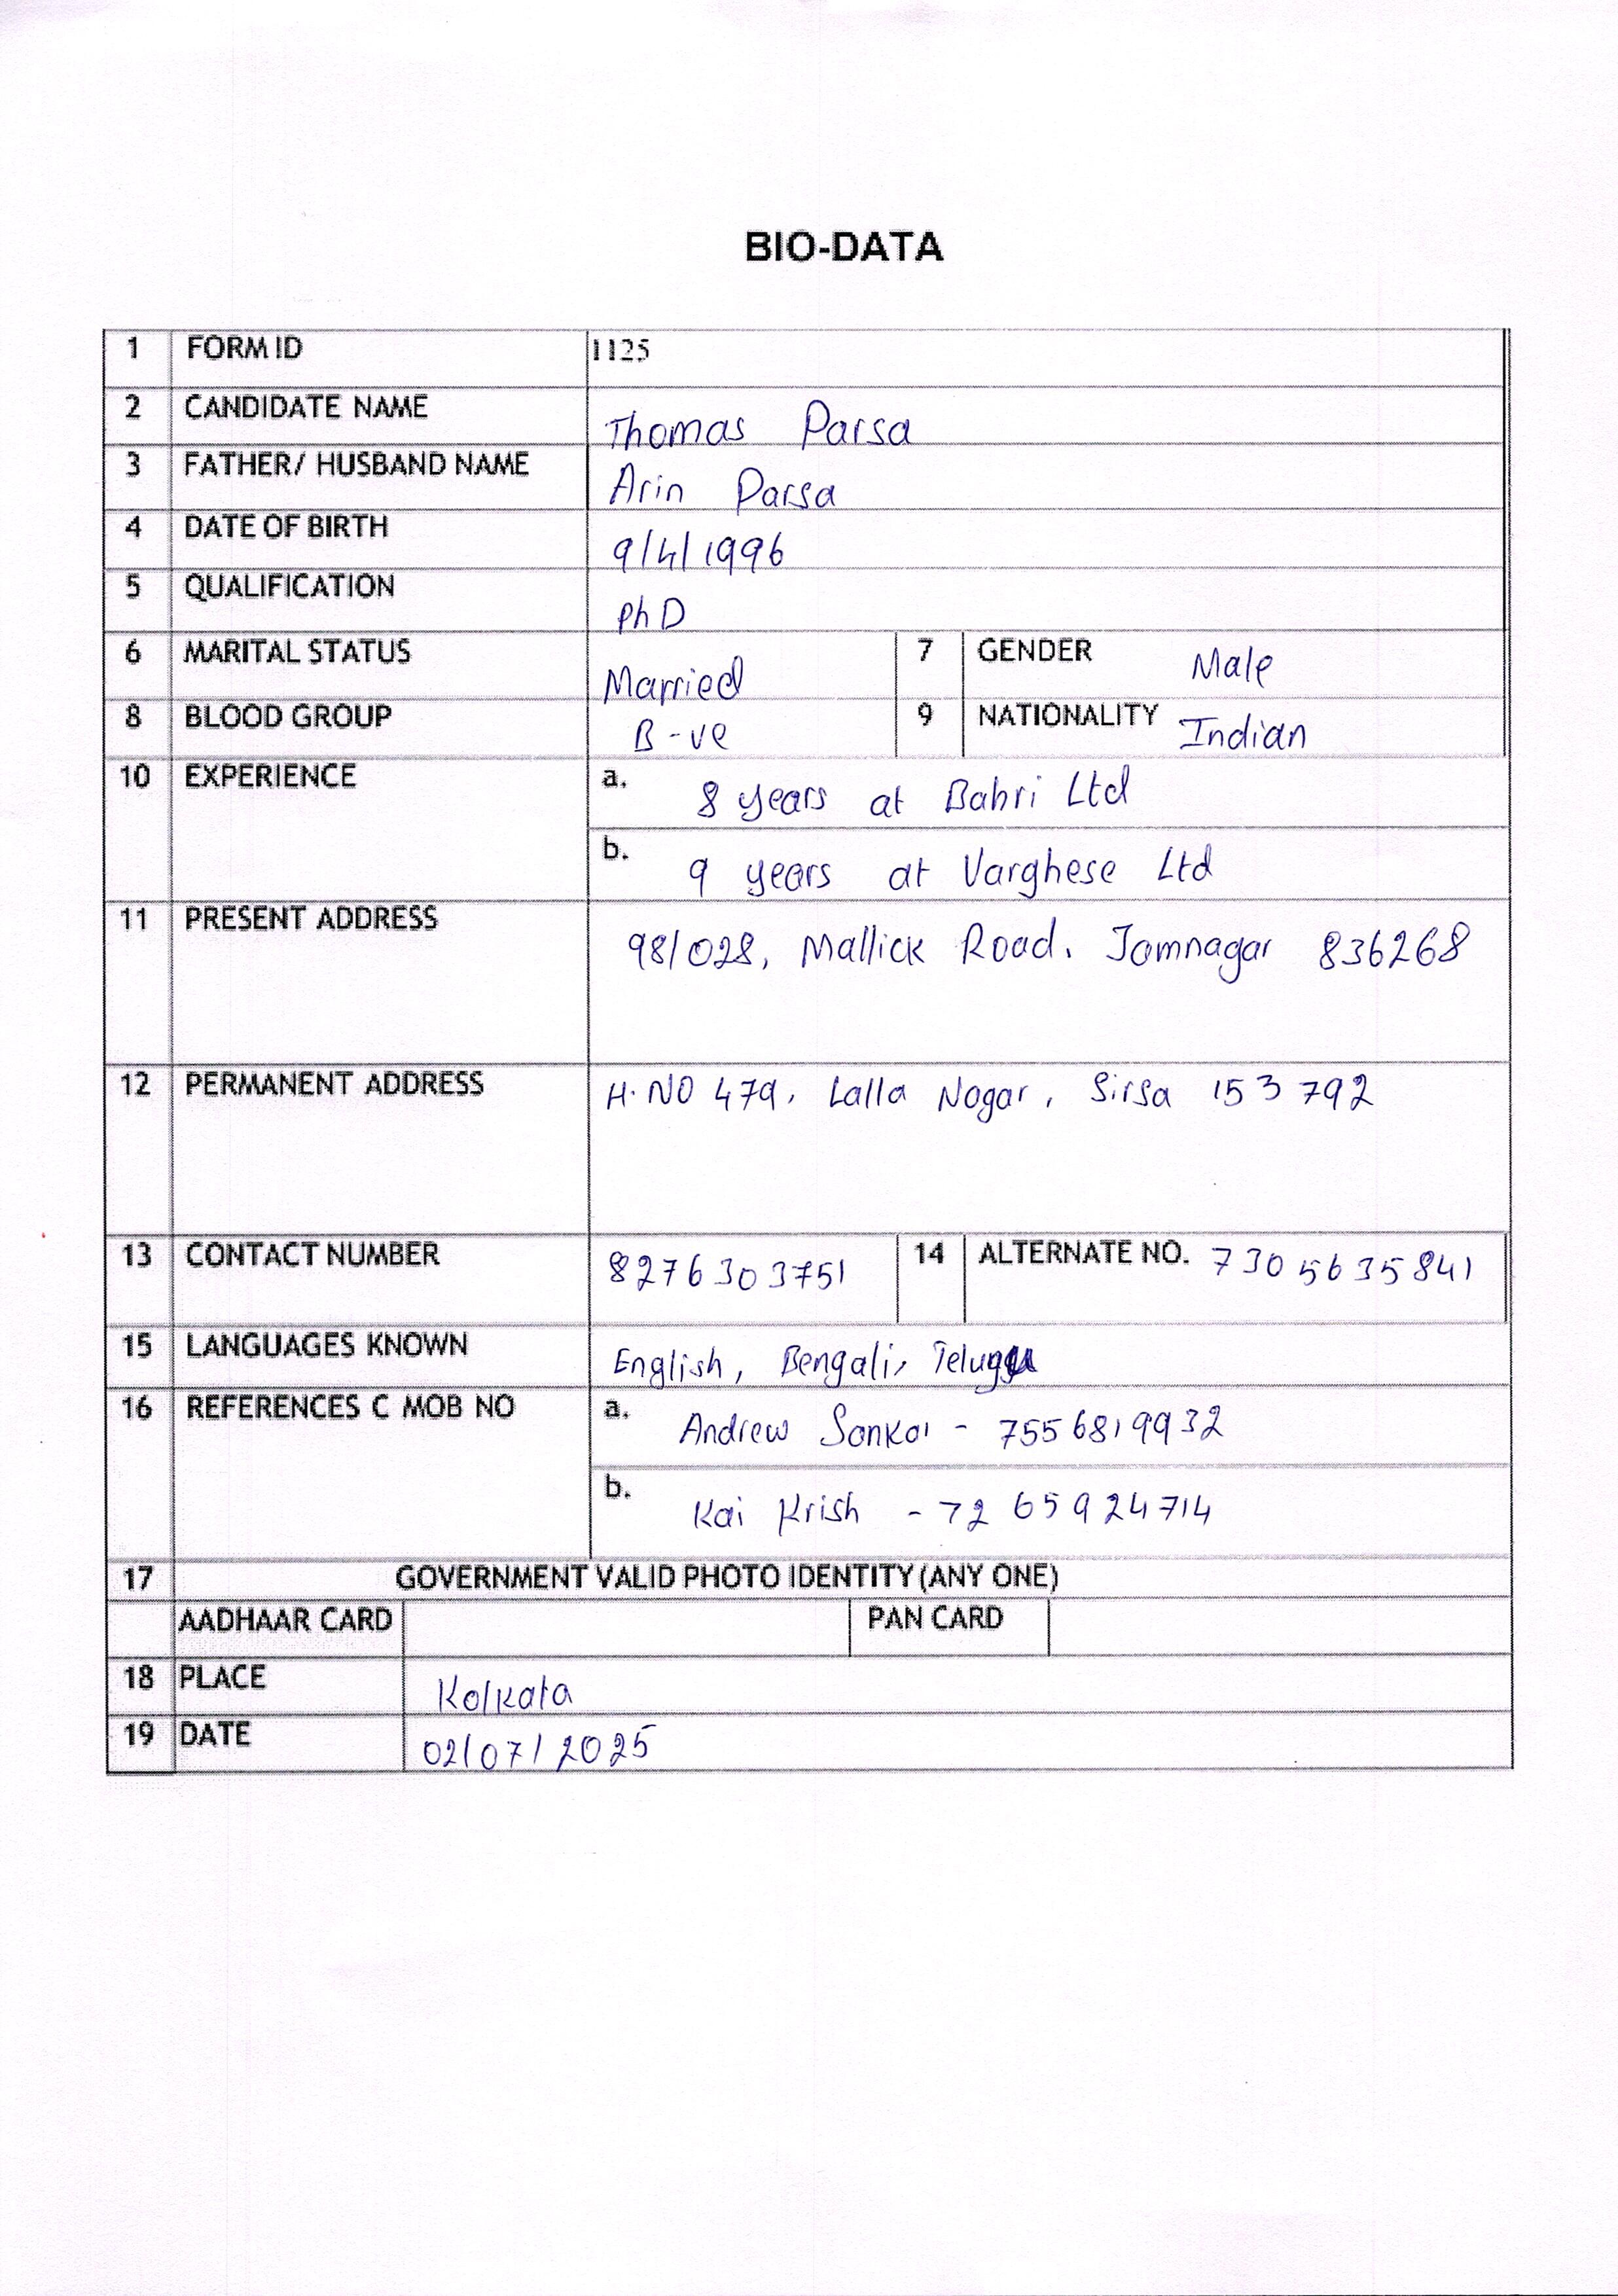 BIO-DATA
1 FORM ID 1125
2 CANDIDATE NAME Thomas Parsa
3 FATHER/ HUSBAND NAME Arin Parsa
4 DATE OF BIRTH 9/4/1996
5 QUALIFICATION PhD
6 MARITAL STATUS Married 7 GENDER Male
8 BLOOD GROUP B-ve 9 NATIONALITY Indian
10 EXPERIENCE a. 8 years at Bahri Ltd
b. 9 years at Varghese Ltd
11 PRESENT ADDRESS 98/028, Mallick Road. Jamnagar 836268
12 PERMANENT ADDRESS H.NO 479, Lalla Nagar, Sirsa 153792
13 CONTACT NUMBER 8276303751 14 ALTERNATE NO. 7305635841
15 LANGUAGES KNOWN English, Bengali, Telugu
16 REFERENCES C MOB NO a. Andrew Sankar - 7556819932
b. Kai Krish - 7265924714
17 GOVERNMENT VALID PHOTO IDENTITY (ANY ONE)
AADHAAR CARD PAN CARD
18 PLACE Kolkata
19 DATE 02/07/2025